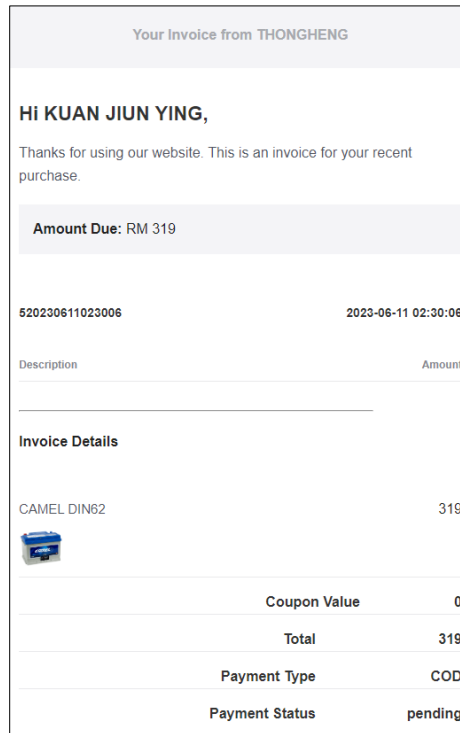 Your Invoice from THONGHENG
Hi KUAN JIUN YING,
Thanks for using our website. This is an invoice for your recent
purchase.
Amount Due: RM 319
520230611023006 2023-06-11 02:30:06
Description Amount
Invoice Details
CAMEL DIN62 319
Coupon Value 0
Total 319
Payment Type COD
Payment Status pending